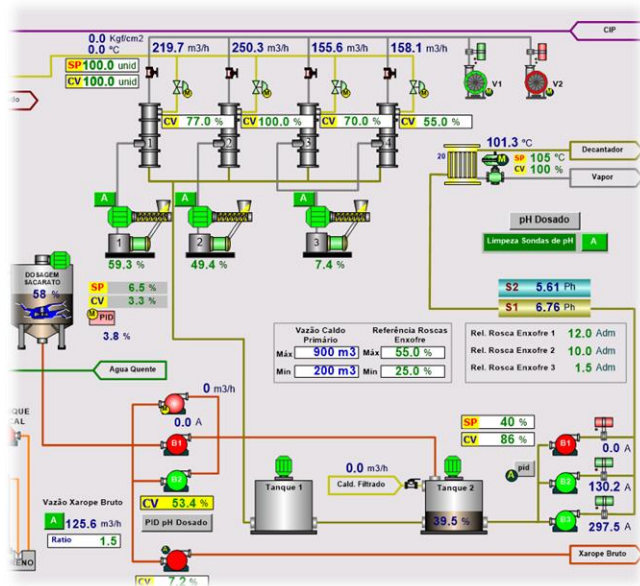 0.0 Kgf/cm2
0.0 °C
219.7 m3/h
250.3 m3/h
155.6 m3/h
158.1 m3/h
CIP
SP 100.0 unid
CV 100.0 unid
V1
V2
M
M
M
M
M
M
CV 77.0 %
CV 100.0 %
CV 70.0 %
CV 55.0 %
1
2
3
4
101.3 °C
Decantador
20
M
SP 105 °C
CV 100 %
Vapor
A
A
A
pH Dosado
Limpeza Sondas de pH
A
1
2
3
59.3 %
49.4 %
7.4 %
DOSAGEM
SACARATO
58 %
SP 6.5 %
CV 3.3 %
M
PID
3.8 %
S2 5.61 Ph
S1 6.76 Ph
Vazão Caldo
Primário
Referência Roscas
Enxofre
Máx 900 m3
Máx 55.0 %
Min 200 m3
Min 25.0 %
Rel. Rosca Enxofre 1 12.0 Adm
Rel. Rosca Enxofre 2 10.0 Adm
Rel. Rosca Enxofre 3 1.5 Adm
Agua Quente
0 m3/h
M
0.0 A
B1
B2
CV 53.4 %
PID pH Dosado
Vazão Xarope Bruto
A
125.6 m3/h
Ratio 1.5
Tanque 1
0.0 m3/h
Cald. Filtrado
Tanque 2
39.5 %
SP 40 %
CV 86 %
pid
A
B1
0.0 A
B2
130.2 A
B3
297.5 A
A
CV 7.2 %
Xarope Bruto